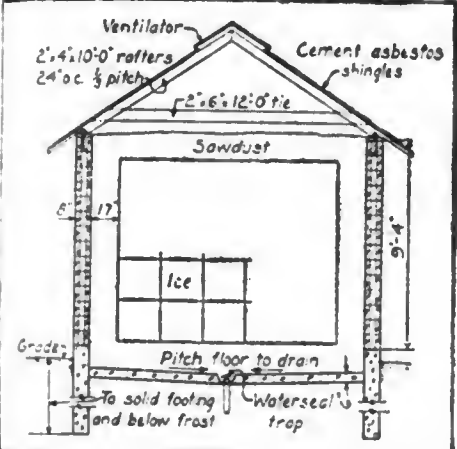 Ventilator
2"x4"x10'-0" rafters
24"o.c. ⅓ pitch
Cement asbestos
shingles
2"x6"x12'-0" tie
Sawdust
8"
17"
9'-4"
Ice
Grade
Pitch floor to drain
To solid footing
and below frost
Waterseal
trap